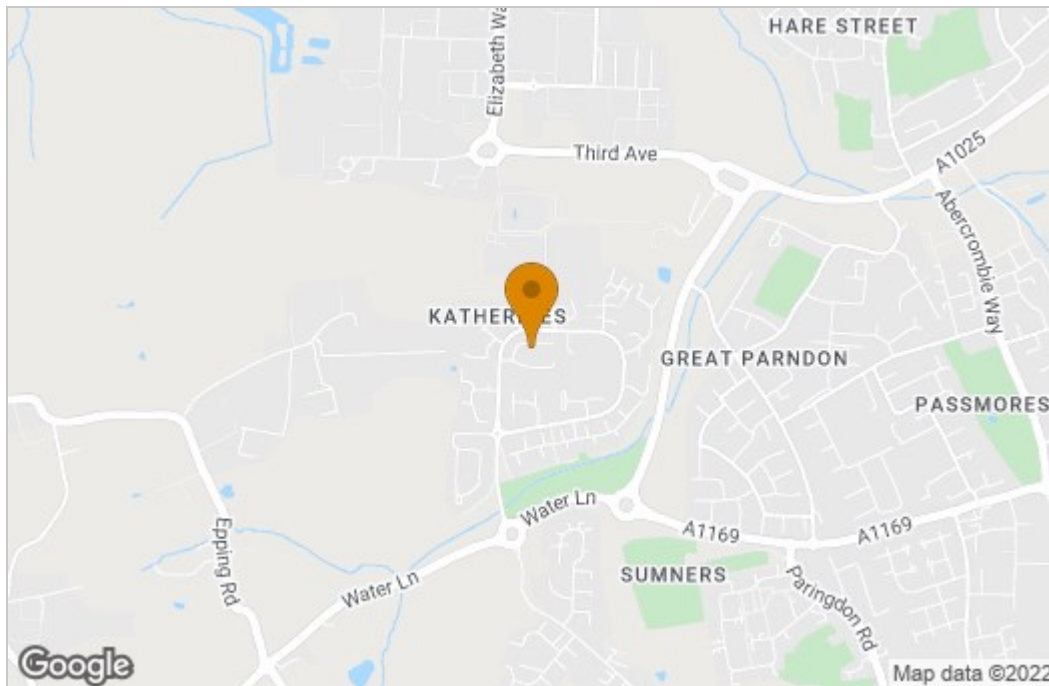 HARE STREET
Elizabeth Wa
Third Ave
A1025
Abercrombie Way
GREAT PARNDON
PASSMORES
Water Ln
A1169
A1169
Epping Rd
SUMNERS
Water Ln
Paringdon Rd
Google
Map data ©2022